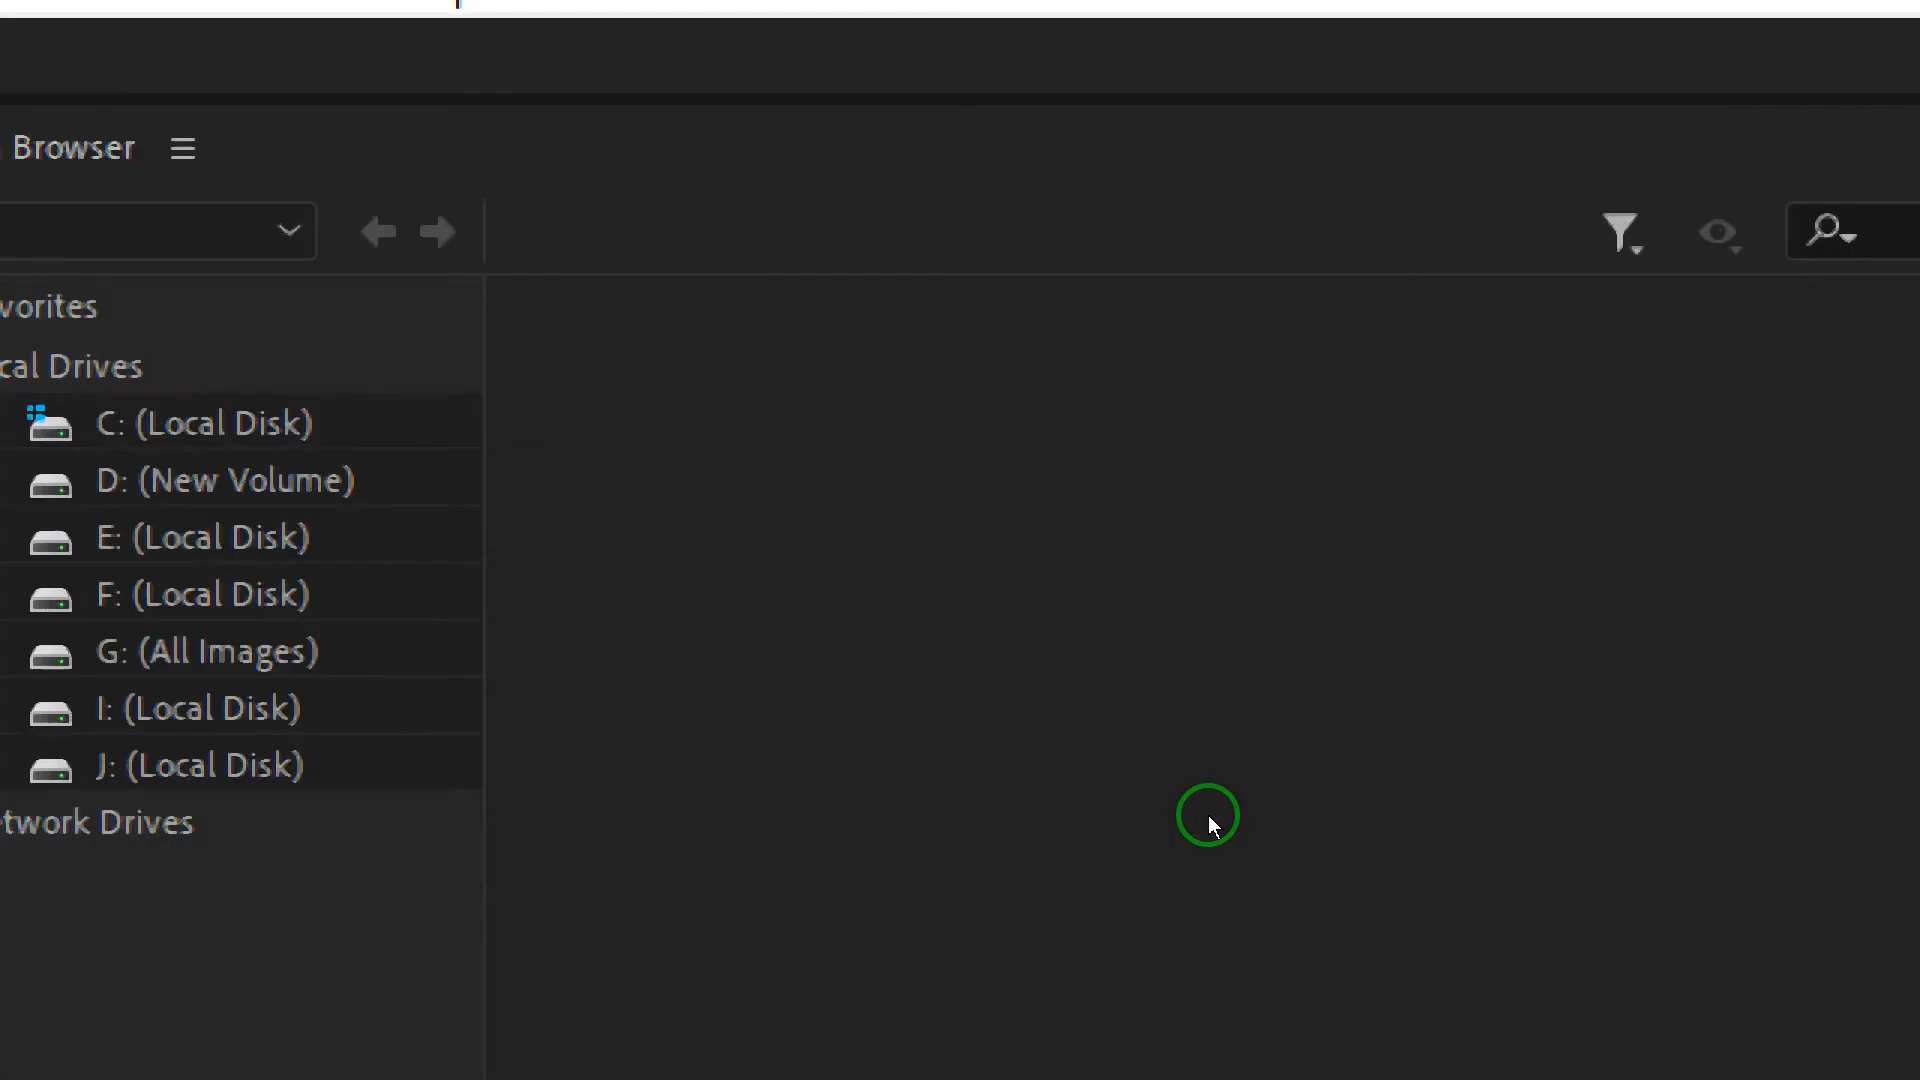 Browser
vorites
cal Drives
C: (Local Disk)
D: (New Volume)
E: (Local Disk)
F: (Local Disk)
G: (All Images)
I: (Local Disk)
J: (Local Disk)
twork Drives